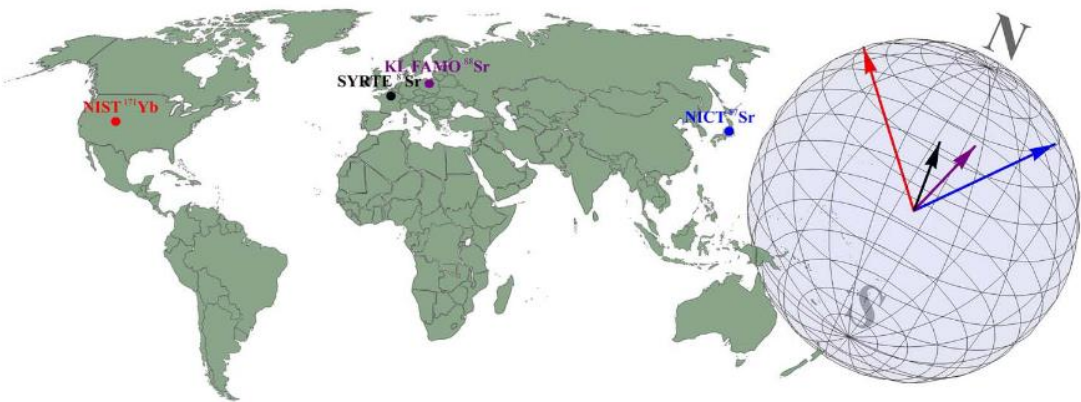 KL FAMO ⁸⁸Sr
SYRTE ⁸⁷Sr
NIST ¹⁷¹Yb
NICT ⁸⁷Sr
N
S